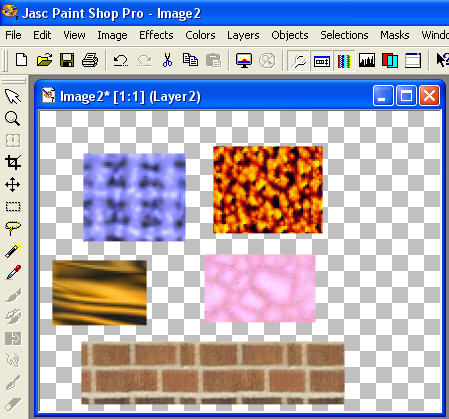 Jasc Paint Shop Pro - Image2
File Edit View Image Effects Colors Layers Objects Selections Masks Windo
Image2* [1:1] (Layer2)